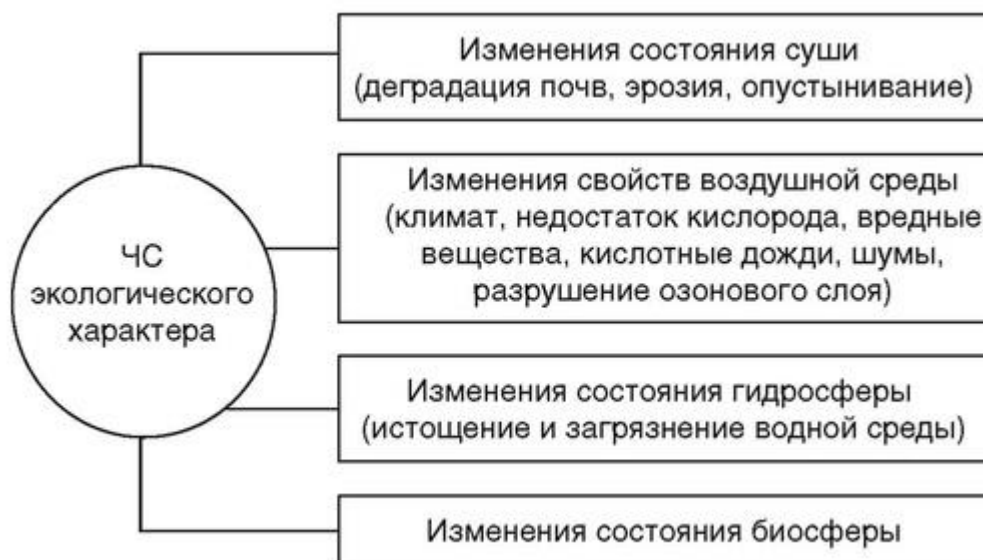 ЧС
экологического
характера
Изменения состояния суши
(деградация почв, эрозия, опустынивание)
Изменения свойств воздушной среды
(климат, недостаток кислорода, вредные
вещества, кислотные дожди, шумы,
разрушение озонового слоя)
Изменения состояния гидросферы
(истощение и загрязнение водной среды)
Изменения состояния биосферы